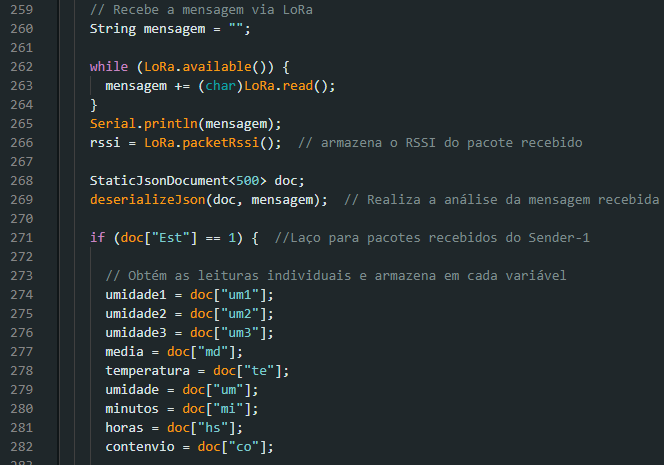 259 // Recebe a mensagem via LoRa
260 String mensagem = "";
261
262 while (LoRa.available()) {
263 mensagem += (char)LoRa.read();
264 }
265 Serial.println(mensagem);
266 rssi = LoRa.packetRssi(); // armazena o RSSI do pacote recebido
267
268 StaticJsonDocument<500> doc;
269 deserializeJson(doc, mensagem); // Realiza a análise da mensagem recebida
270
271 if (doc["Est"] == 1) { //Laço para pacotes recebidos do Sender-1
272
273 // Obtém as leituras individuais e armazena em cada variável
274 umidade1 = doc["um1"];
275 umidade2 = doc["um2"];
276 umidade3 = doc["um3"];
277 media = doc["md"];
278 temperatura = doc["te"];
279 umidade = doc["um"];
280 minutos = doc["mi"];
281 horas = doc["hs"];
282 contenvio = doc["co"];